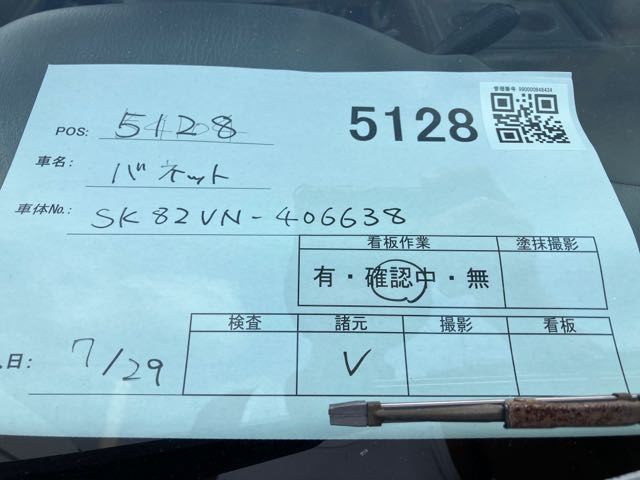 管理番号 990000848424
POS: 5128 5128
車名: バネット
車体No.: SK82VN-406638
看板作業 塗抹撮影
有・確認中・無
検査 諸元 撮影 看板
日: 7/29 V